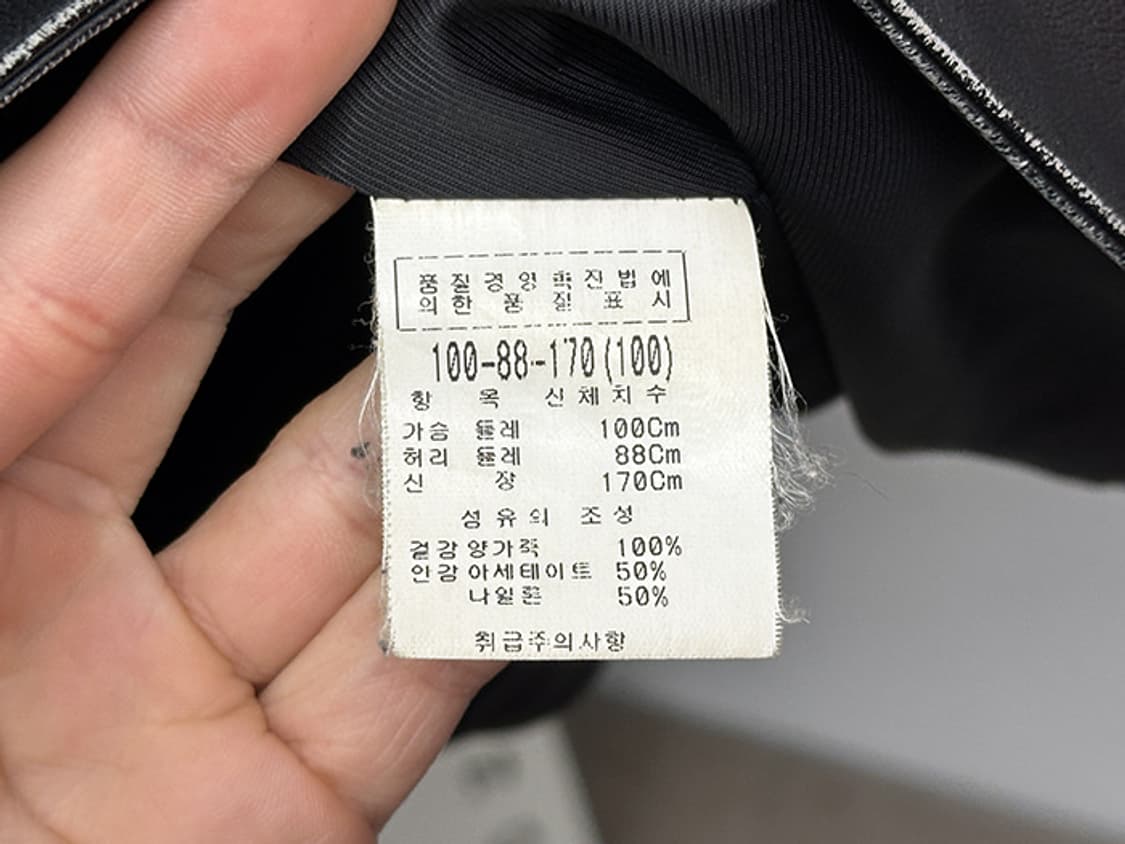 품질경영촉진법에
의한 품질 표시
100-88-170(100)
항 목 신체치수
가슴 둘레 100Cm
허리 둘레 88Cm
신 장 170Cm
섬유의 조성
겉감 양가죽 100%
안감 아세테이트 50%
나일론 50%
취급주의사항